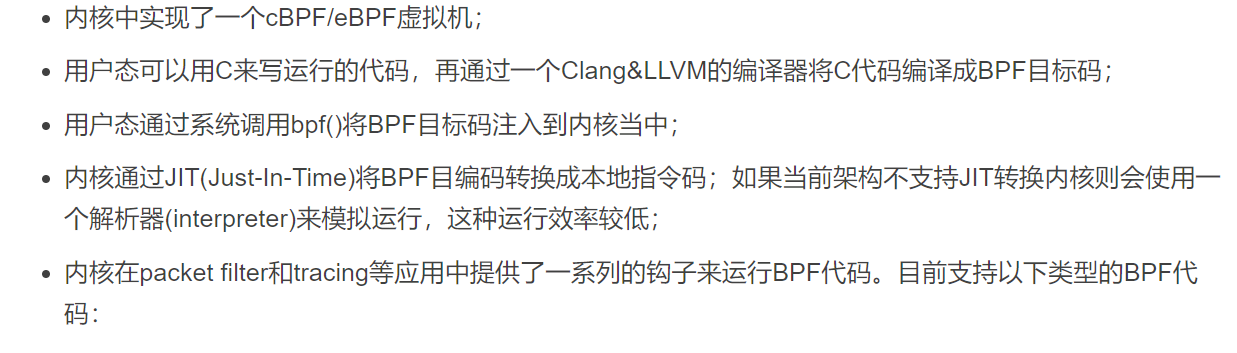 • 内核中实现了一个cBPF/eBPF虚拟机；
• 用户态可以用C来写运行的代码，再通过一个Clang&LLVM的编译器将C代码编译成BPF目标码；
• 用户态通过系统调用bpf()将BPF目标码注入到内核当中；
• 内核通过JIT(Just-In-Time)将BPF目编码转换成本地指令码；如果当前架构不支持JIT转换内核则会使用一
个解析器(interpreter)来模拟运行，这种运行效率较低；
• 内核在packet filter和tracing等应用中提供了一系列的钩子来运行BPF代码。目前支持以下类型的BPF代
码：